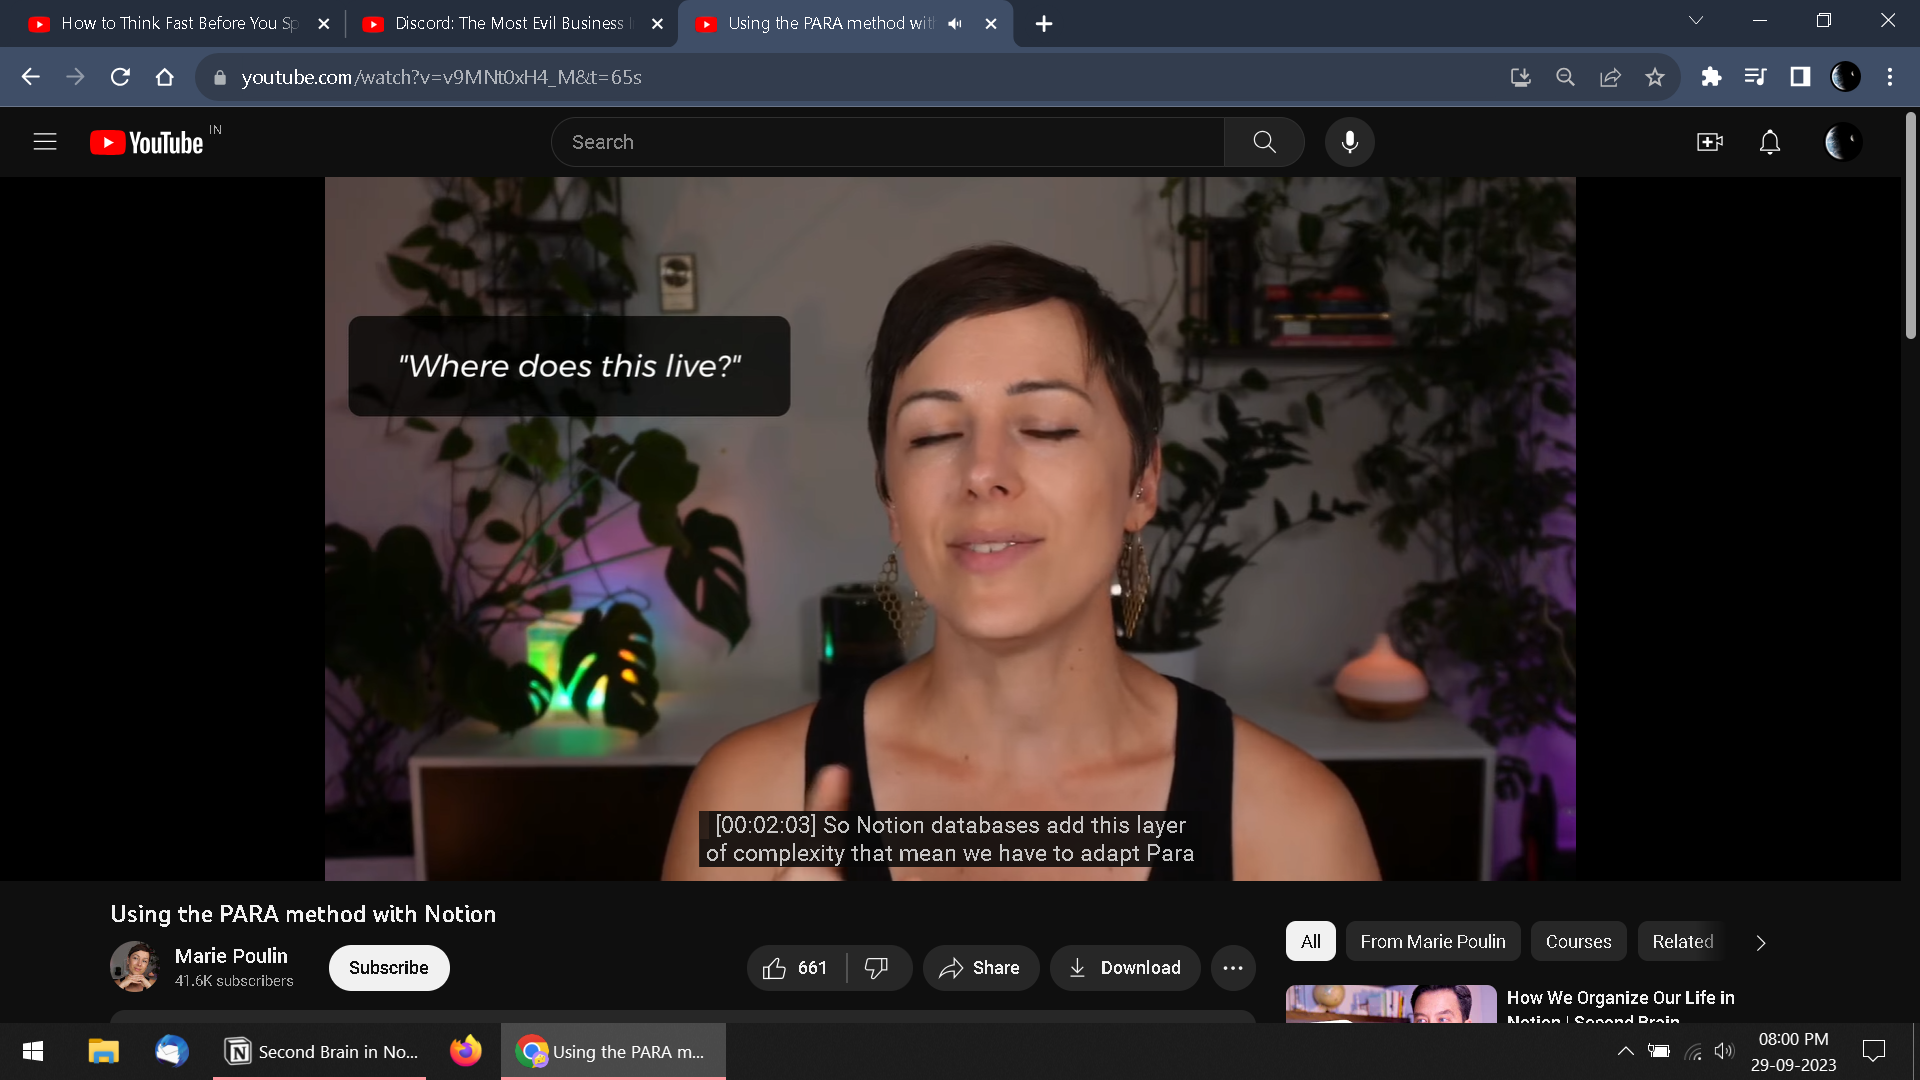 How to Think Fast Before You Sp
Discord: The Most Evil Business
Using the PARA method wit
youtube.com/watch?v=v9MNt0xH4_M&t=65s
YouTube IN
Search
"Where does this live?"
[00:02:03] So Notion databases add this layer
of complexity that mean we have to adapt Para
Using the PARA method with Notion
Marie Poulin
41.6K subscribers
Subscribe
661
Share
Download
All
From Marie Poulin
Courses
Related
How We Organize Our Life in
Notion | Second Brain
Second Brain in No...
Using the PARA m...
08:00 PM
29-09-2023